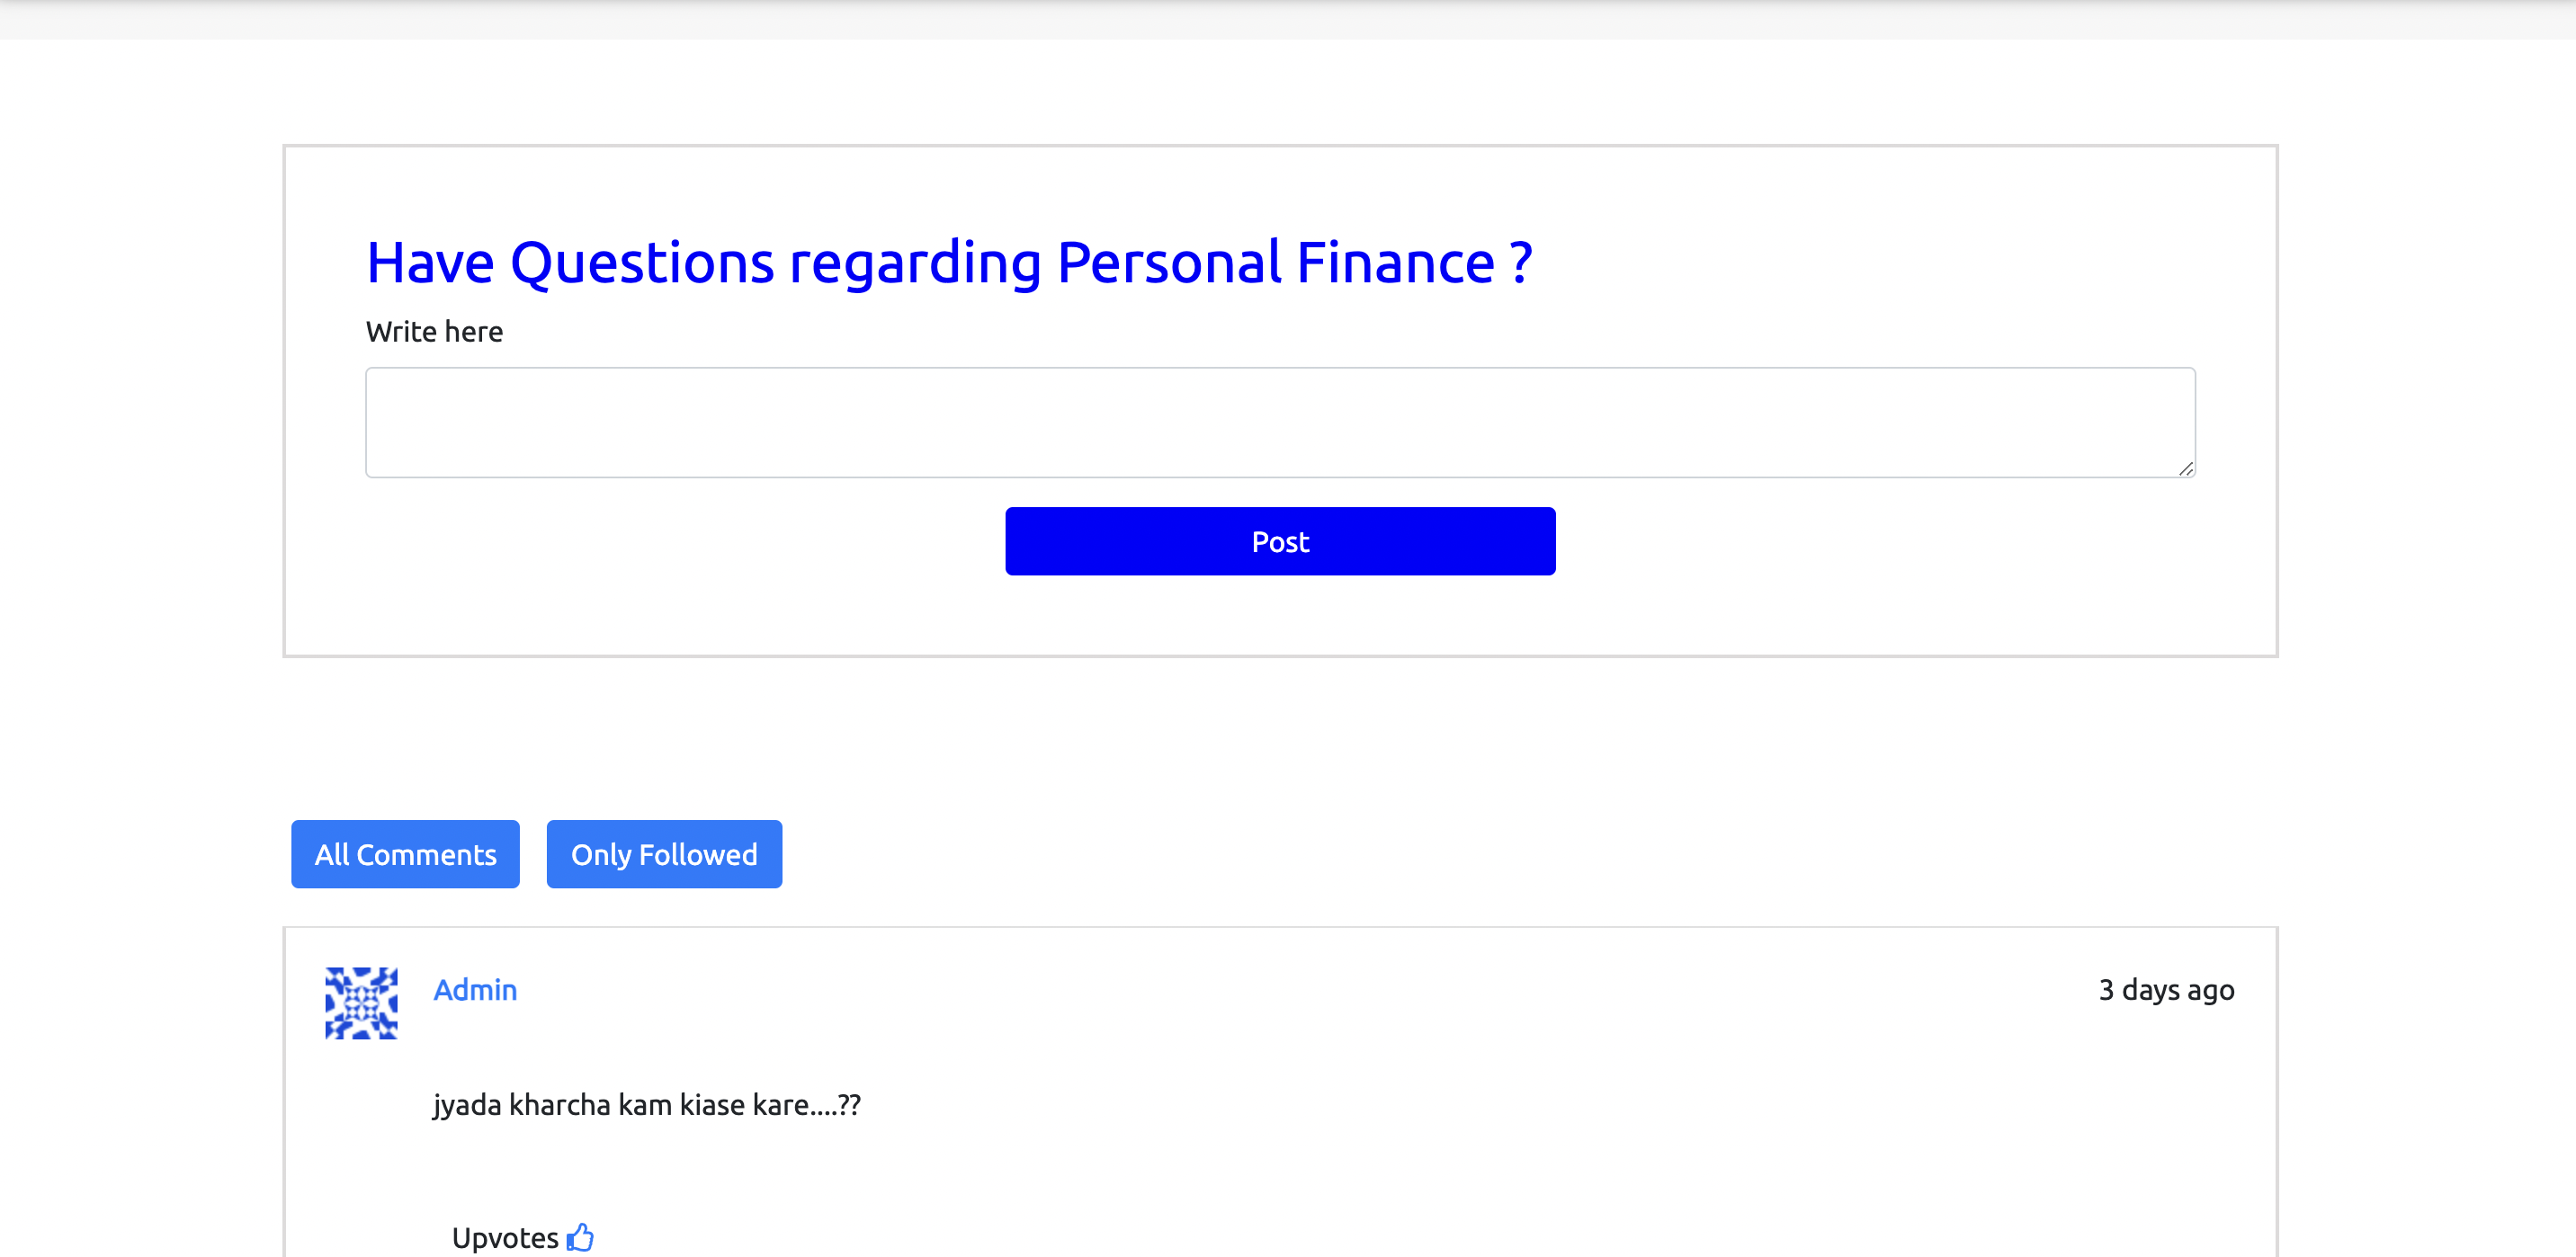 Have Questions regarding Personal Finance ?
Write here
Post
All Comments
Only Followed
Admin
3 days ago
jyada kharcha kam kiase kare....??
Upvotes